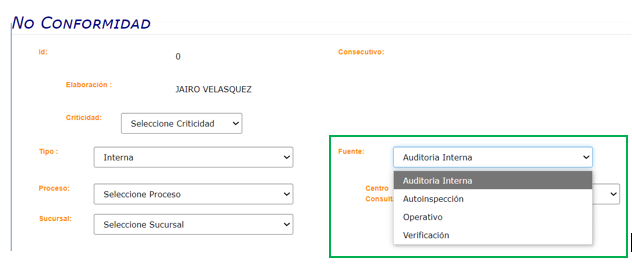 No Conformidad
Id: 0 Consecutivo:
Elaboración : JAIRO VELASQUEZ
Criticidad: Seleccione Criticidad
Tipo : Interna Fuente: Auditoria Interna
Auditoria Interna
Proceso: Seleccione Proceso Centro
Consult
Autoinspección
Operativo
Sucursal: Seleccione Sucursal
Verificación